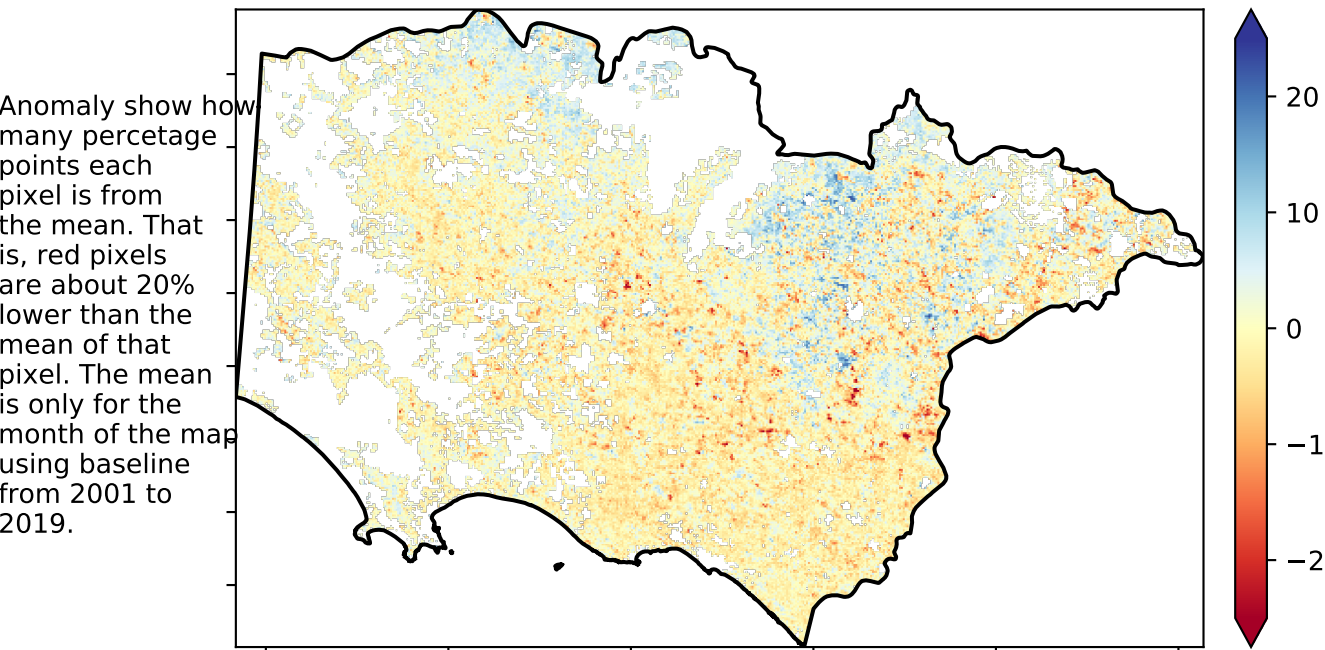 Anomaly show how
many percetage
points each
pixel is from
the mean. That
is, red pixels
are about 20%
lower than the
mean of that
pixel. The mean
is only for the
month of the map
using baseline
from 2001 to
2019.
20
10
0
−1
−2